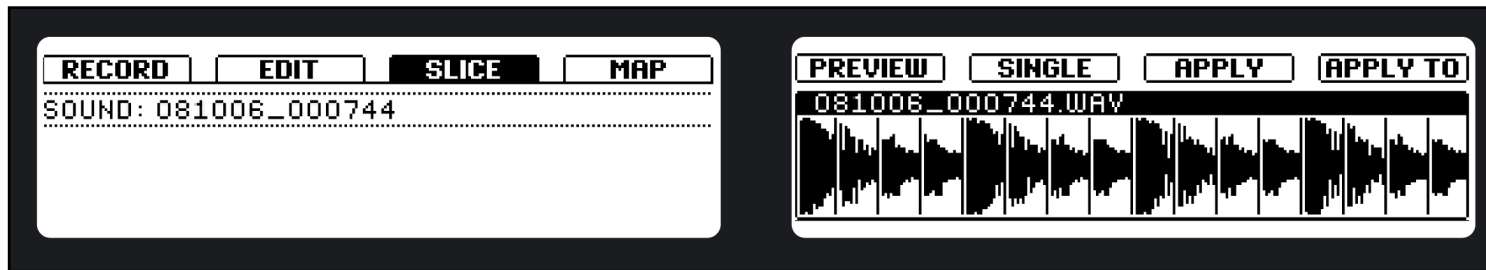 RECORD EDIT SLICE MAP
SOUND: 081006_000744
PREVIEW SINGLE APPLY APPLY TO
081006_000744.WAV